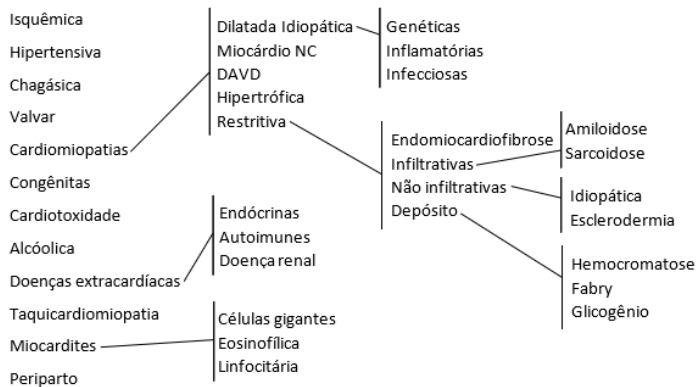 Isquêmica
Hipertensiva
Chagásica
Valvar
Cardiomiopatias
Congênitas
Cardiotoxidade
Alcóolica
Doenças extracardíacas
Taquicardiomiopatia
Miocardites
Periparto
Dilatada Idiopática
Miocárdio NC
DAVD
Hipertrófica
Restritiva
Genéticas
Inflamatórias
Infecciosas
Endomiocardiofibrose
Infiltrativas
Não infiltrativas
Depósito
Amiloidose
Sarcoidose
Idiopática
Esclerodermia
Hemocromatose
Fabry
Glicogênio
Endócrinas
Autoimunes
Doença renal
Células gigantes
Eosinofílica
Linfocitária